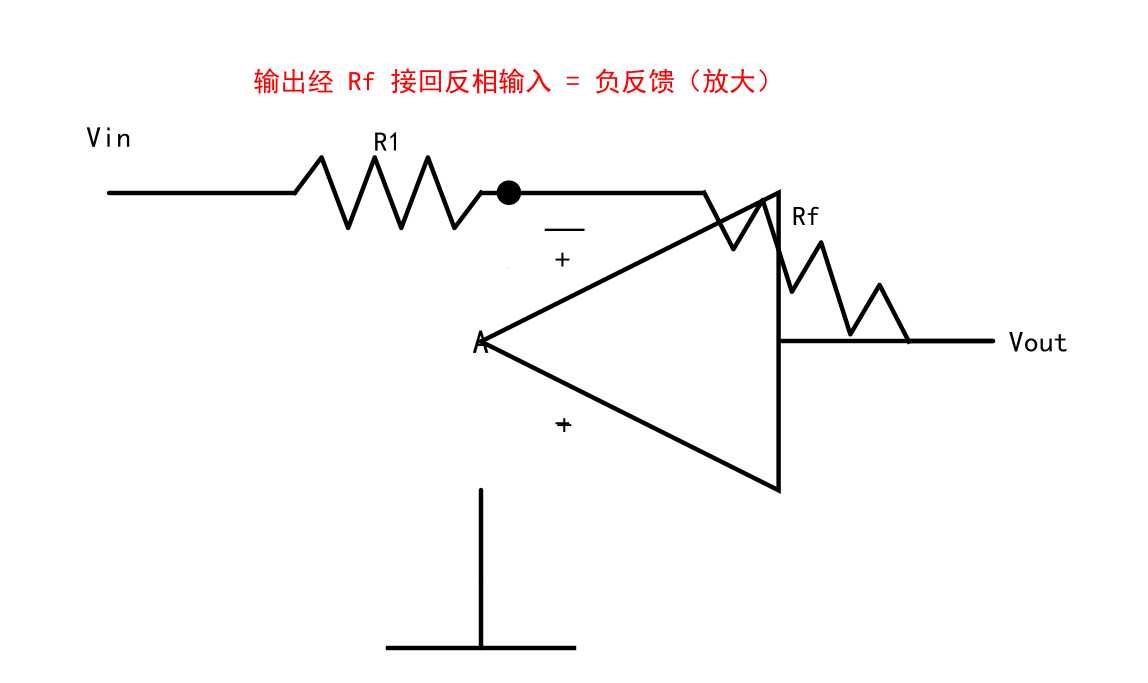 输出经 Rf 接回反相输入 = 负反馈（放大）
Vin
R1
Rf
—
+
A
Vout
+